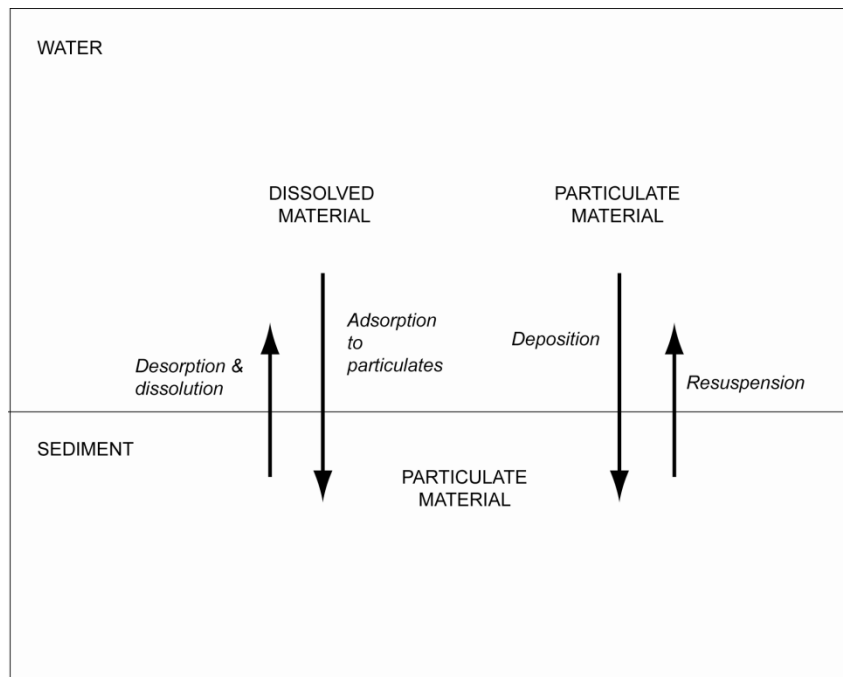 WATER
DISSOLVED
MATERIAL
PARTICULATE
MATERIAL
Adsorption
to
particulates
Deposition
Desorption &
dissolution
Resuspension
SEDIMENT
PARTICULATE
MATERIAL